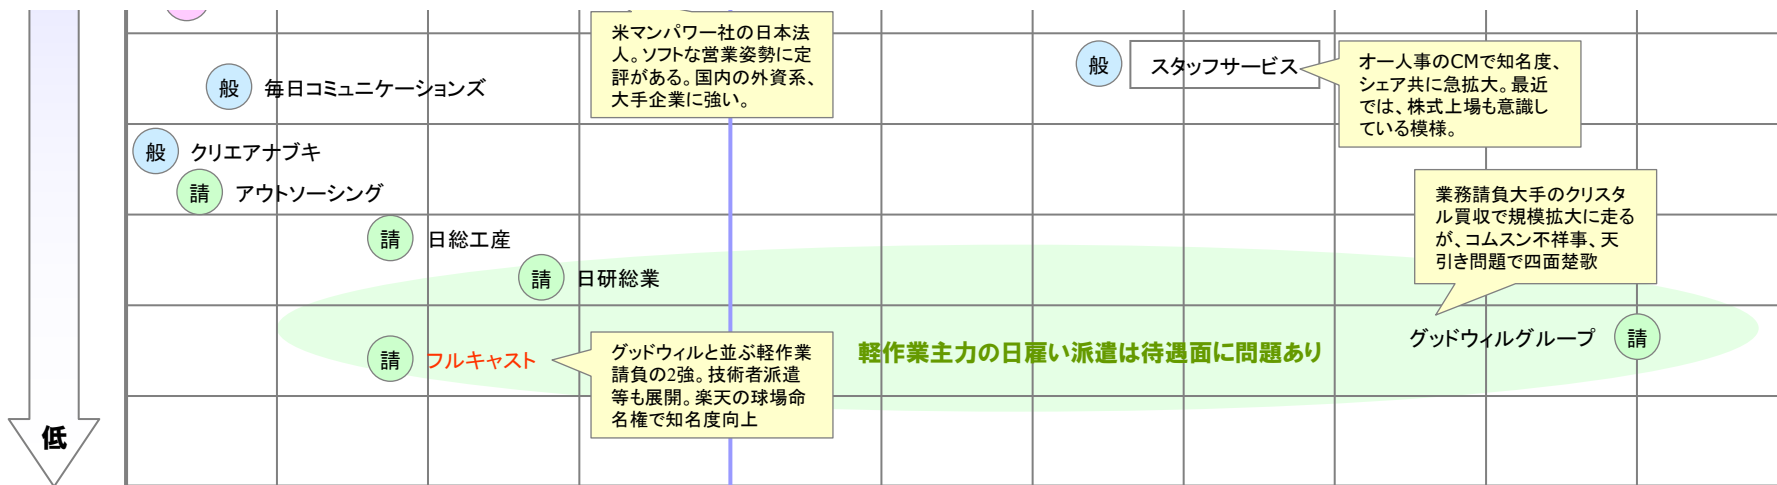 米マンパワー社の日本法
人。ソフトな営業姿勢に定
評がある。国内の外資系、
大手企業に強い。
般 スタッフサービス
オー人事のCMで知名度、
シェア共に急拡大。最近
では、株式上場も意識し
ている模様。
般 毎日コミュニケーションズ
般 クリエアナブキ
請 アウトソーシング
業務請負大手のクリスタ
ル買収で規模拡大に走る
が、コムスン不祥事、天
引き問題で四面楚歌
請 日総工産
請 日研総業
グッドウィルグループ 請
請 フルキャスト
グッドウィルと並ぶ軽作業
請負の2強。技術者派遣
等も展開。楽天の球場命
名権で知名度向上
軽作業主力の日雇い派遣は待遇面に問題あり
低